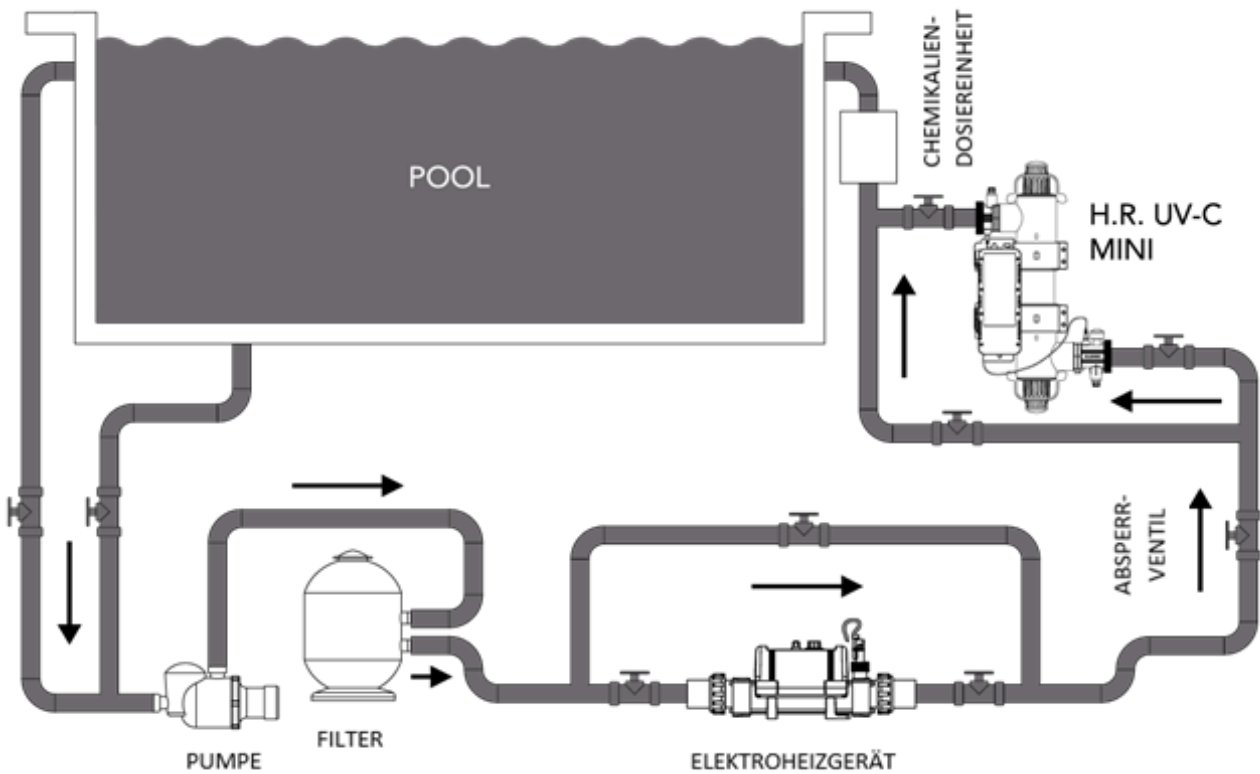 CHEMIKALIEN-
DOSIEREINHEIT
POOL
H.R. UV-C
MINI
ABSPERR-
VENTIL
FILTER
PUMPE
ELEKTROHEIZGERÄT